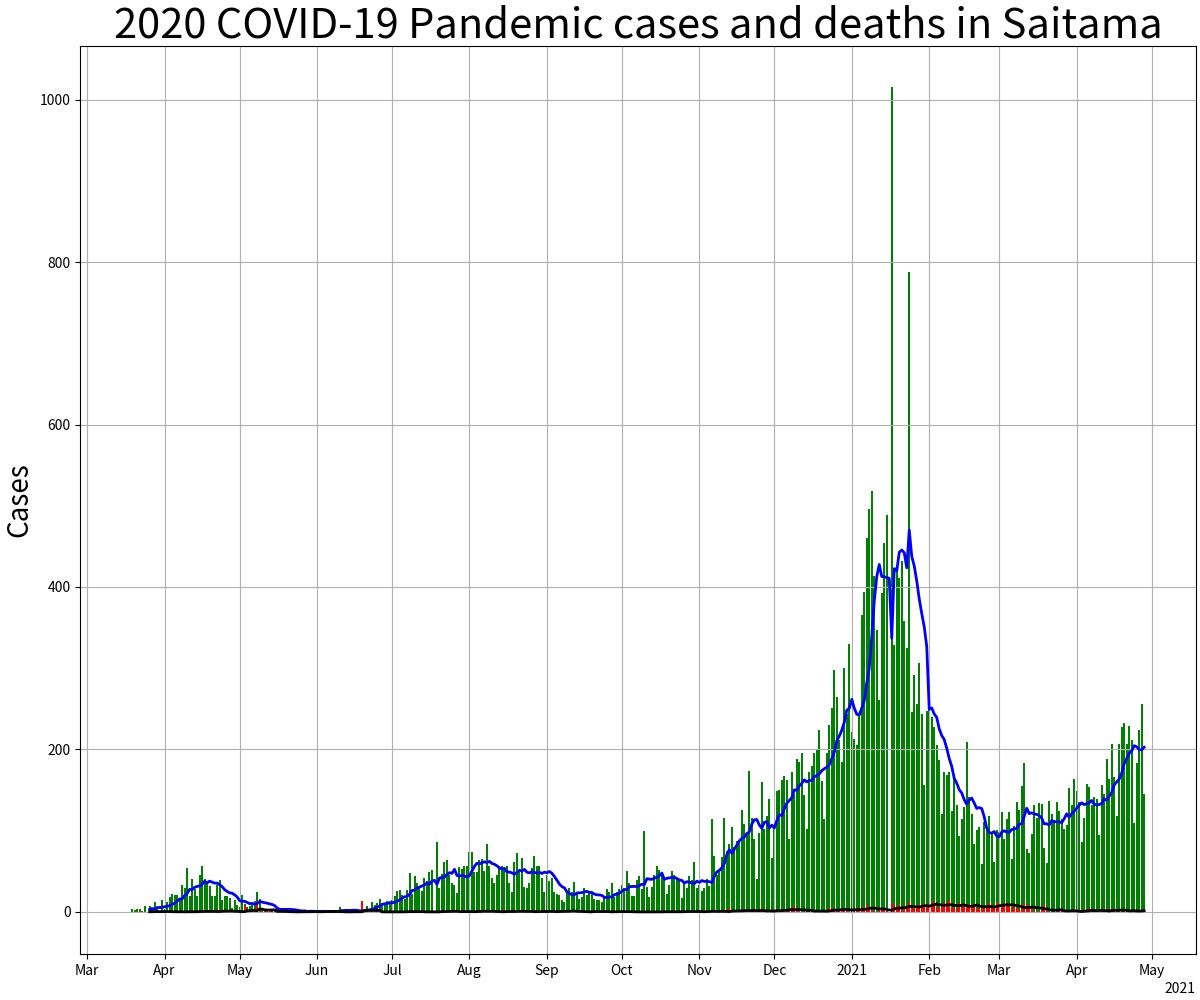 2020 COVID-19 Pandemic cases and deaths in Saitama
Cases
1000
800
600
400
200
0
Mar Apr May Jun Jul Aug Sep Oct Nov Dec 2021 Feb Mar Apr May
2021